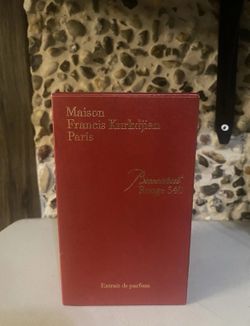 Maison
Francis Kurkdjian
Paris
Baccarat
Rouge 540
Extrait de parfum